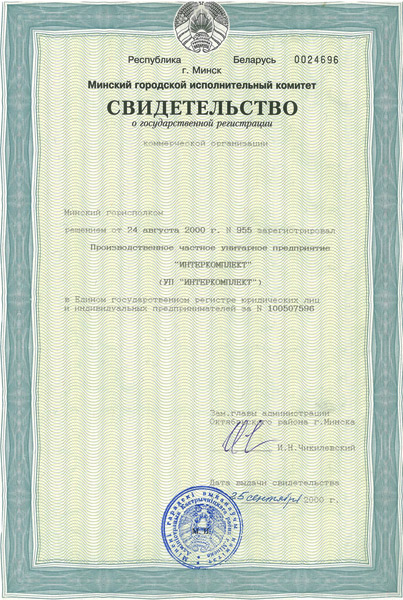 Республика Беларусь 0024696
г. Минск
Минский городской исполнительный комитет
СВИДЕТЕЛЬСТВО
о государственной регистрации
коммерческой организации
Минский горисполком
решением от 24 августа 2000 г. N 955 зарегистрировал
Производственное частное унитарное предприятие
"ИНТЕРКОМПЛЕКТ"
(УП "ИНТЕРКОМПЛЕКТ")
в Едином государственном регистре юридических лиц
и индивидуальных предпринимателей за N 100507596
Зам.главы администрации
Октябрьского района г.Минска
И.Н.Чикилевский
Дата выдачи свидетельства
25 сентября 2000 г.